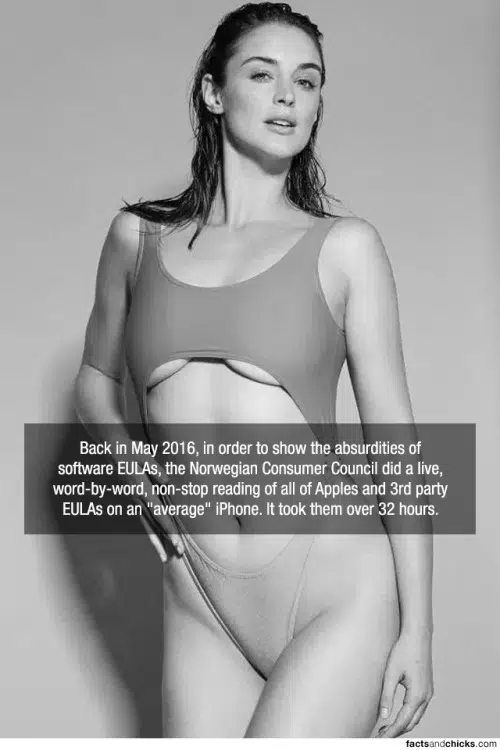 Back in May 2016, in order to show the absurdities of
software EULAs, the Norwegian Consumer Council did a live,
word-by-word, non-stop reading of all of Apples and 3rd party
EULAs on an "average" iPhone. It took them over 32 hours.
factsandchicks.com